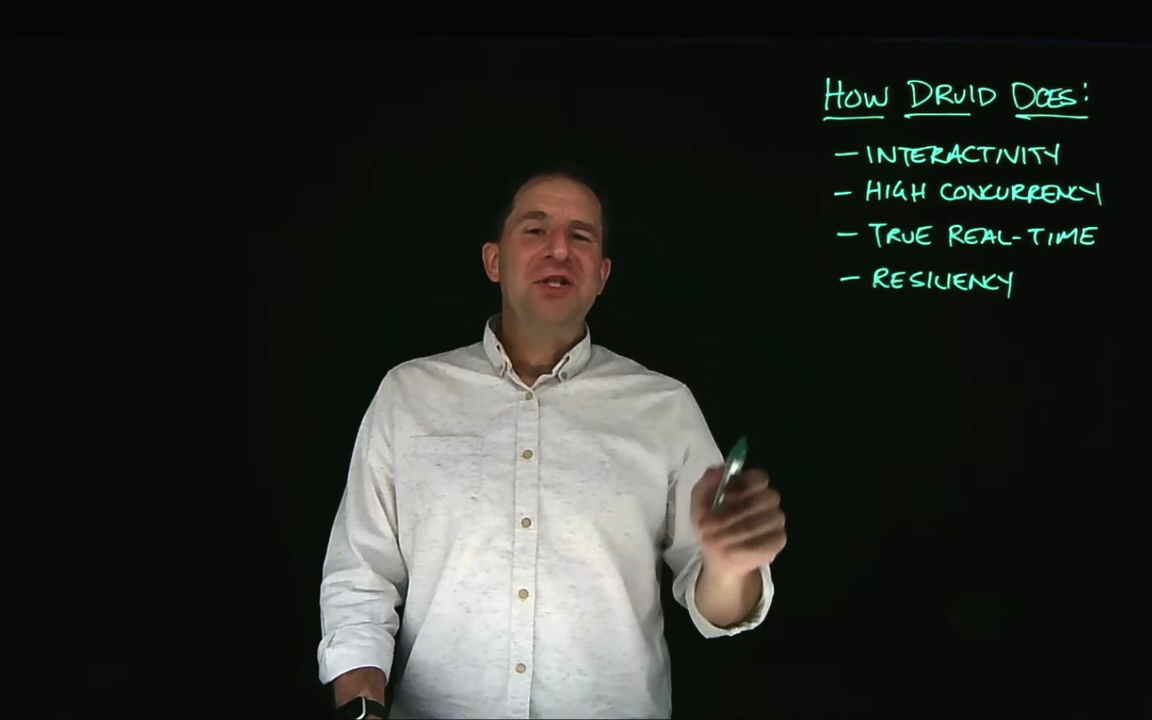 HOW DRUID DOES:
– INTERACTIVITY
– HIGH CONCURRENCY
– TRUE REAL-TIME
– RESILIENCY